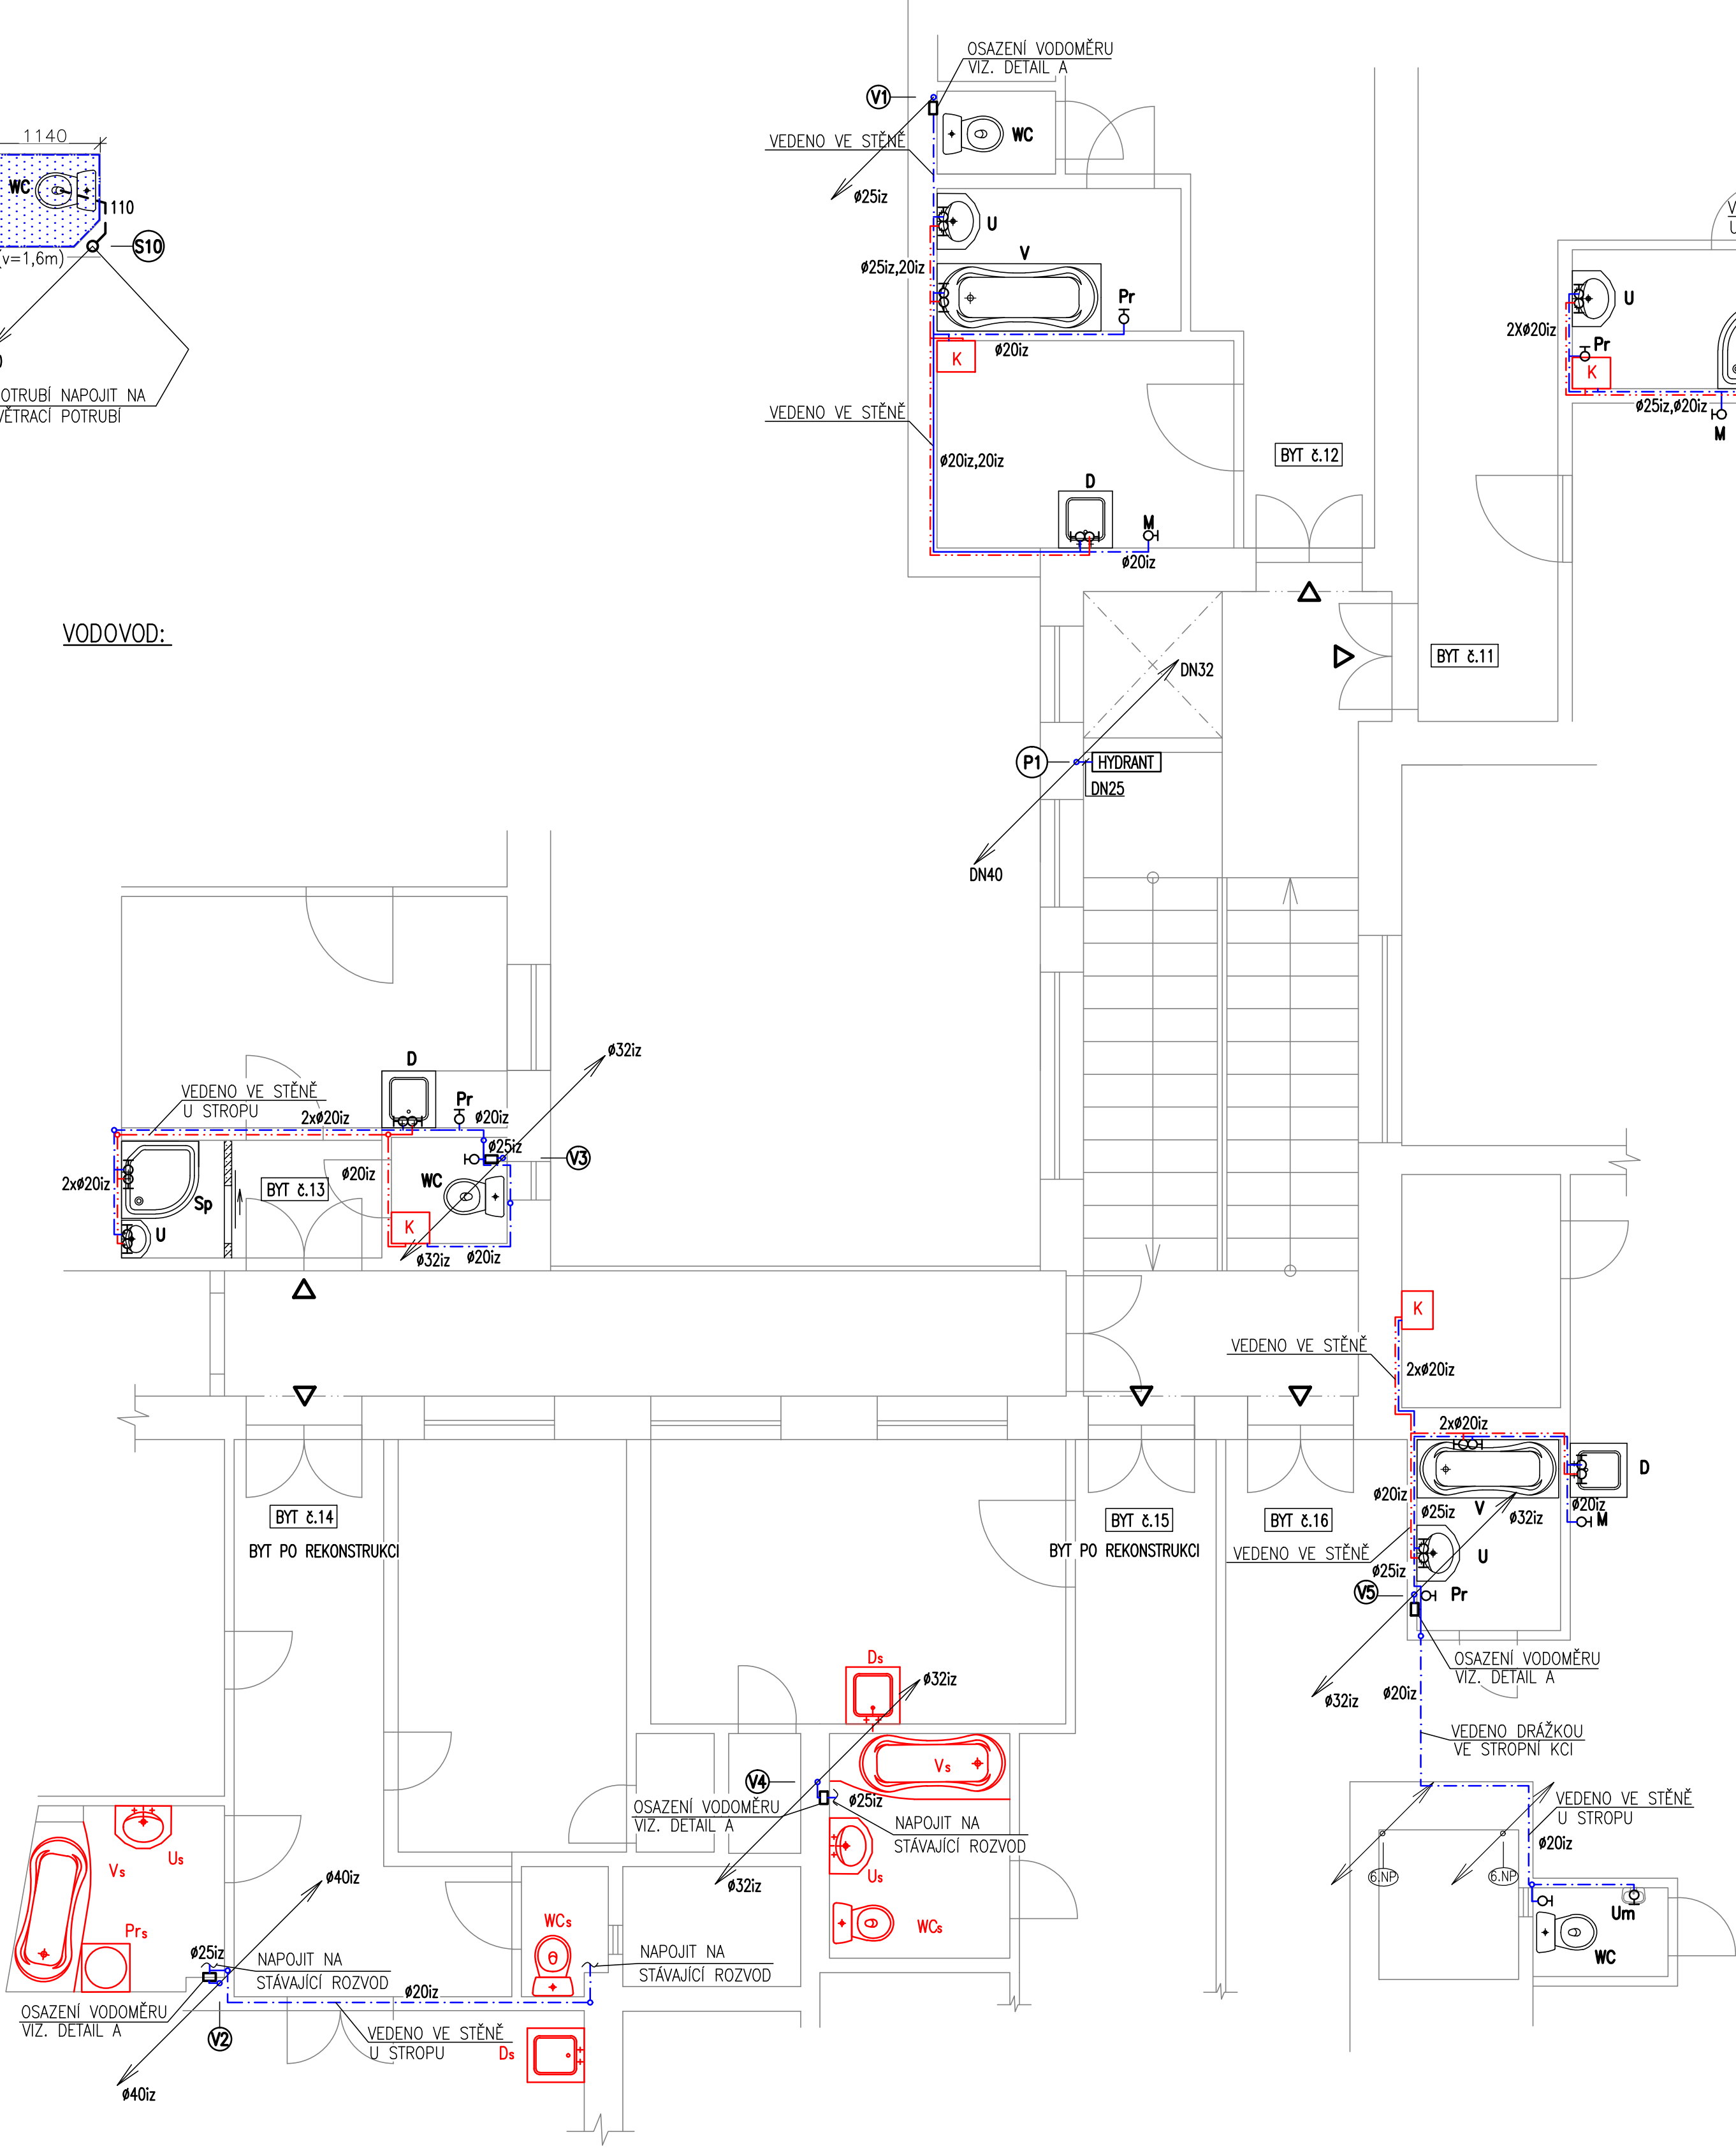 OSAZENÍ VODOMĚRU
VIZ. DETAIL A
V1
WC
VEDENO VE STĚNĚ
ø25iz
U
V
ø25iz,20iz
Pr
ø20iz
K
VEDENO VE STĚNĚ
ø20iz,20iz
D
M
ø20iz
BYT č.12
1140
WC
110
S10
(v=1,6m)
OTRUBÍ NAPOJIT NA
VĚTRACÍ POTRUBÍ
U
2Xø20iz
Pr
K
ø25iz,ø20iz
M
VODOVOD:
BYT č.11
DN32
P1
HYDRANT
DN25
DN40
D
ø32iz
VEDENO VE STĚNĚ
U STROPU
2xø20iz
Pr
ø20iz
ø25iz
V3
2xø20iz
ø20iz
WC
Sp
BYT č.13
U
K
ø32iz
ø20iz
K
VEDENO VE STĚNĚ
2xø20iz
2xø20iz
D
ø20iz
ø25iz
V
ø32iz
ø20iz
M
BYT č.14
BYT PO REKONSTRUKCI
BYT č.15
BYT PO REKONSTRUKCI
BYT č.16
VEDENO VE STĚNĚ
U
ø25iz
V5
Pr
OSAZENÍ VODOMĚRU
VIZ. DETAIL A
ø32iz
ø20iz
VEDENO DRÁŽKOU
VE STROPNÍ KCI
VEDENO VE STĚNĚ
U STROPU
ø20iz
6.NP
6.NP
Um
WC
Ds
ø32iz
Vs
V4
ø25iz
OSAZENÍ VODOMĚRU
VIZ. DETAIL A
NAPOJIT NA
STÁVAJÍCÍ ROZVOD
Us
ø32iz
WCs
Vs
Us
ø40iz
Prs
WCs
ø25iz
NAPOJIT NA
STÁVAJÍCÍ ROZVOD
NAPOJIT NA
STÁVAJÍCÍ ROZVOD
ø20iz
OSAZENÍ VODOMĚRU
VIZ. DETAIL A
V2
VEDENO VE STĚNĚ
U STROPU
Ds
ø40iz